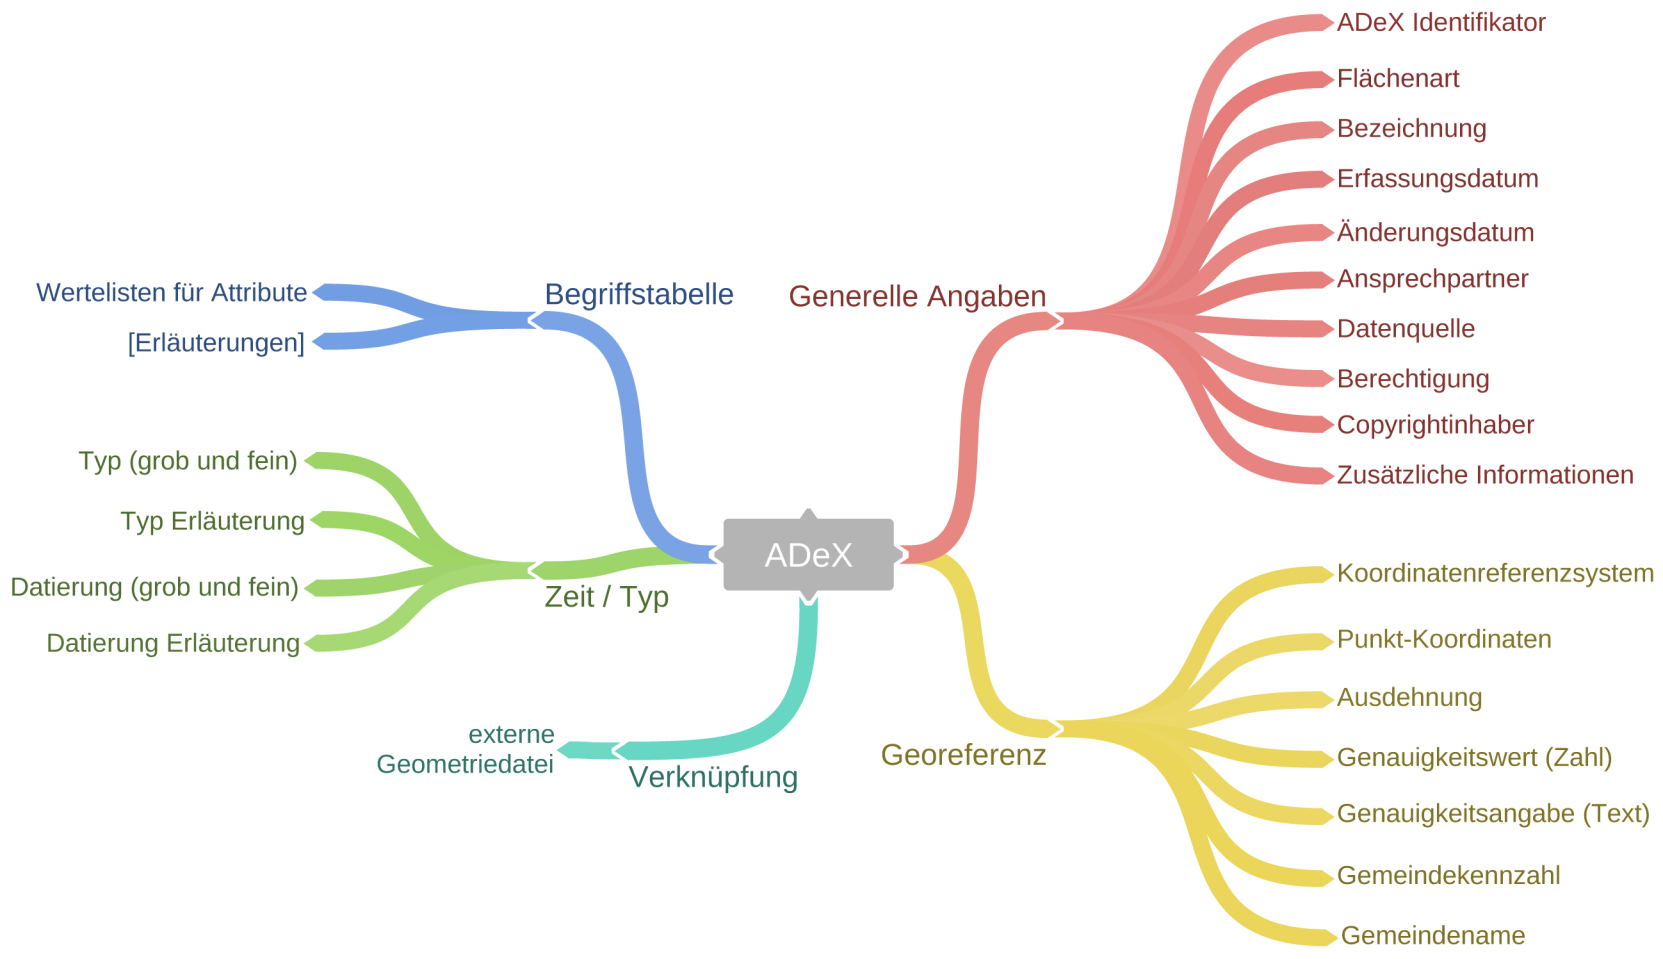 ADeX
Generelle Angaben
ADeX Identifikator
Flächenart
Bezeichnung
Erfassungsdatum
Änderungsdatum
Ansprechpartner
Datenquelle
Berechtigung
Copyrightinhaber
Zusätzliche Informationen
Georeferenz
Koordinatenreferenzsystem
Punkt-Koordinaten
Ausdehnung
Genauigkeitswert (Zahl)
Genauigkeitsangabe (Text)
Gemeindekennzahl
Gemeindename
Begriffstabelle
Wertelisten für Attribute
[Erläuterungen]
Zeit / Typ
Typ (grob und fein)
Typ Erläuterung
Datierung (grob und fein)
Datierung Erläuterung
Verknüpfung
externe
Geometriedatei